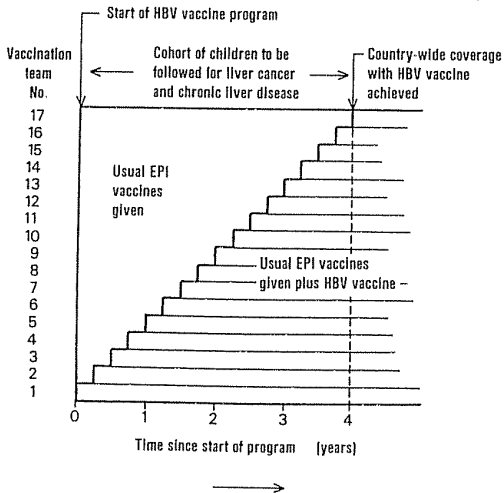 Start of HBV vaccine program
Vaccination
team
No.
Cohort of children to be
followed for liver cancer
and chronic liver disease
Country-wide coverage
with HBV vaccine
achieved
17
16
15
14
13
12
11
10
9
8
7
6
5
4
3
2
1
Usual EPI
vaccines
given
Usual EPI vaccines
given plus HBV vaccine –
0
1
2
3
4
Time since start of program (years)